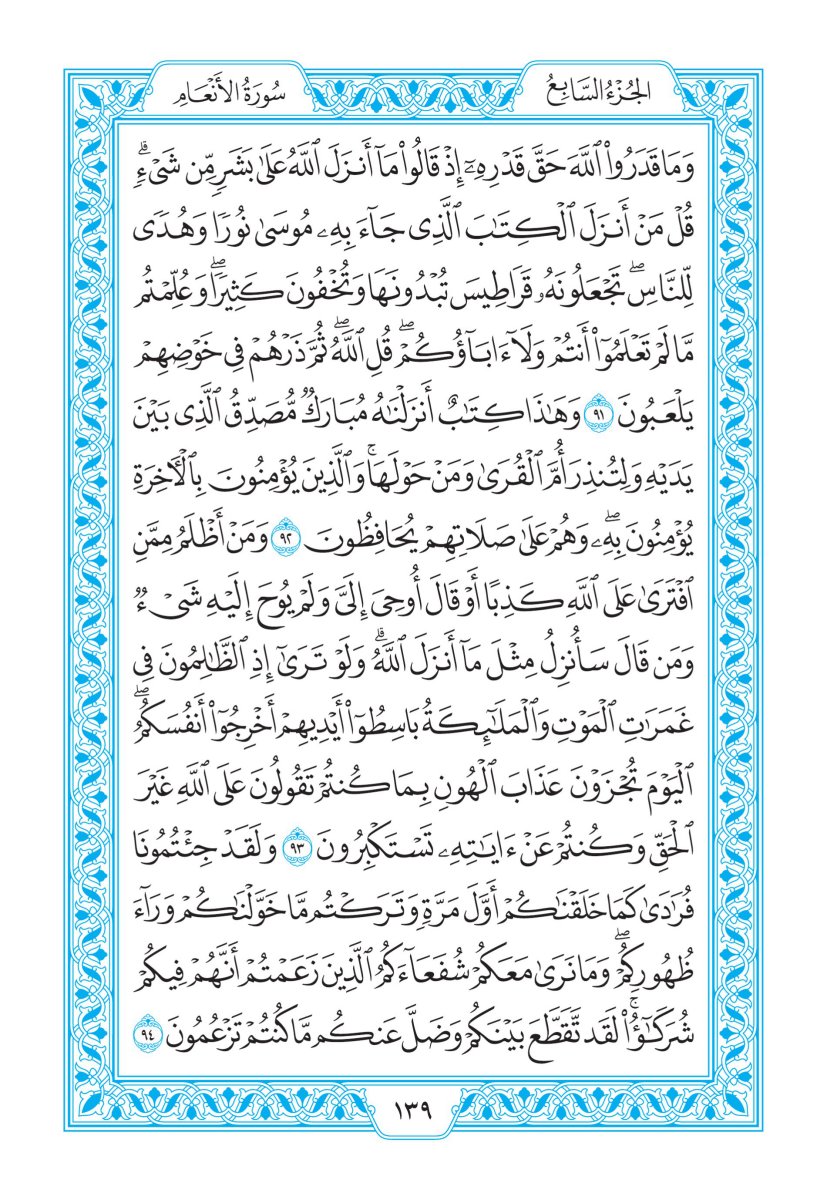 الجُزْءُ السَّابِعُ
سُورَةُ الأَنْعَامِ
وَمَا قَدَرُوا۟ ٱللَّهَ حَقَّ قَدْرِهِۦٓ إِذْ قَالُوا۟ مَآ أَنزَلَ ٱللَّهُ عَلَىٰ بَشَرٍ مِّن شَىْءٍ ۗ
قُلْ مَنْ أَنزَلَ ٱلْكِتَـٰبَ ٱلَّذِى جَآءَ بِهِۦ مُوسَىٰ نُورًا وَهُدًى
لِّلنَّاسِ ۖ تَجْعَلُونَهُۥ قَرَاطِيسَ تُبْدُونَهَا وَتُخْفُونَ كَثِيرًا ۖ وَعُلِّمْتُم
مَّا لَمْ تَعْلَمُوٓا۟ أَنتُمْ وَلَآ ءَابَآؤُكُمْ ۖ قُلِ ٱللَّهُ ۖ ثُمَّ ذَرْهُمْ فِى خَوْضِهِمْ
يَلْعَبُونَ ٩١ وَهَـٰذَا كِتَـٰبٌ أَنزَلْنَـٰهُ مُبَارَكٌ مُّصَدِّقُ ٱلَّذِى بَيْنَ
يَدَيْهِ وَلِتُنذِرَ أُمَّ ٱلْقُرَىٰ وَمَنْ حَوْلَهَا ۚ وَٱلَّذِينَ يُؤْمِنُونَ بِٱلْـَٔاخِرَةِ
يُؤْمِنُونَ بِهِۦ ۖ وَهُمْ عَلَىٰ صَلَاتِهِمْ يُحَافِظُونَ ٩٢ وَمَنْ أَظْلَمُ مِمَّنِ
ٱفْتَرَىٰ عَلَى ٱللَّهِ كَذِبًا أَوْ قَالَ أُوحِىَ إِلَىَّ وَلَمْ يُوحَ إِلَيْهِ شَىْءٌ
وَمَن قَالَ سَأُنزِلُ مِثْلَ مَآ أَنزَلَ ٱللَّهُ ۗ وَلَوْ تَرَىٰٓ إِذِ ٱلظَّـٰلِمُونَ فِى
غَمَرَٰتِ ٱلْمَوْتِ وَٱلْمَلَـٰٓئِكَةُ بَاسِطُوٓا۟ أَيْدِيهِمْ أَخْرِجُوٓا۟ أَنفُسَكُمُ ۖ
ٱلْيَوْمَ تُجْزَوْنَ عَذَابَ ٱلْهُونِ بِمَا كُنتُمْ تَقُولُونَ عَلَى ٱللَّهِ غَيْرَ
ٱلْحَقِّ وَكُنتُمْ عَنْ ءَايَـٰتِهِۦ تَسْتَكْبِرُونَ ٩٣ وَلَقَدْ جِئْتُمُونَا
فُرَٰدَىٰ كَمَا خَلَقْنَـٰكُمْ أَوَّلَ مَرَّةٍ وَتَرَكْتُم مَّا خَوَّلْنَـٰكُمْ وَرَآءَ
ظُهُورِكُمْ ۖ وَمَا نَرَىٰ مَعَكُمْ شُفَعَآءَكُمُ ٱلَّذِينَ زَعَمْتُمْ أَنَّهُمْ فِيكُمْ
شُرَكَـٰٓؤُا۟ ۚ لَقَد تَّقَطَّعَ بَيْنَكُمْ وَضَلَّ عَنكُم مَّا كُنتُمْ تَزْعُمُونَ ٩٤
١٣٩